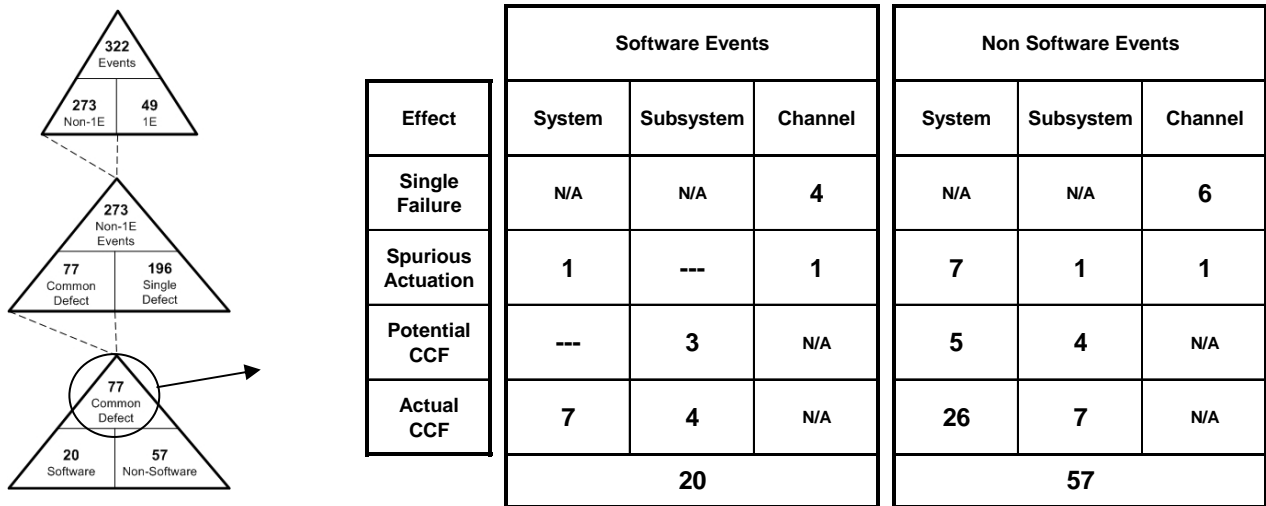 322
Events
273
Non-1E
49
1E
273
Non-1E
Events
77
Common
Defect
196
Single
Defect
77
Common
Defect
20
Software
57
Non-Software
Software Events
Non Software Events
Effect
System
Subsystem
Channel
System
Subsystem
Channel
Single
Failure
N/A
N/A
4
N/A
N/A
6
Spurious
Actuation
1
---
1
7
1
1
Potential
CCF
---
3
N/A
5
4
N/A
Actual
CCF
7
4
N/A
26
7
N/A
20
57